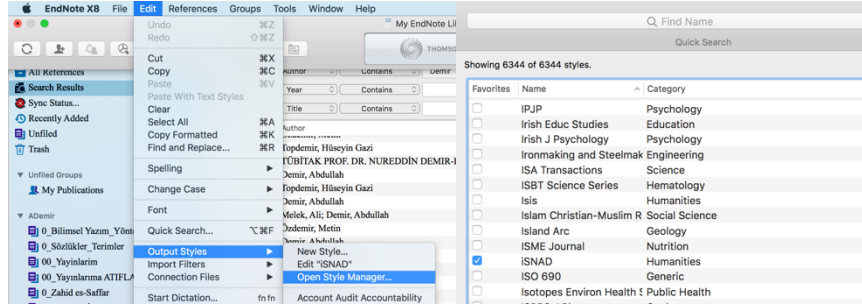 EndNote X8 File Edit References Groups Tools Window Help
My EndNote Li
Undo ⌘Z
Redo ⇧⌘Z
Cut ⌘X
Copy ⌘C
Paste ⌘V
Paste With Text Styles
Clear
Select All ⌘A
Copy Formatted ⌘K
Find and Replace... ⌘R
Spelling
Change Case
Font
Quick Search... ⌥⌘F
Output Styles
Import Filters
Connection Files
Start Dictation... fn fn
New Style...
Edit "iSNAD"
Open Style Manager...
Account Audit Accountability
All References
Search Results
Sync Status...
Recently Added
Unfiled
Trash
Unfiled Groups
My Publications
ADemir
0_Bilimsel Yazım_Yönt
0_Sözlükler_Terimler
00_Yayinlarim
00_Yayınlarıma ATIFLA
0_Zahid es-Saffar
THOMSO
Author Contains Demir
Year Contains
Title Contains
Author
Topdemir, Hüseyin Gazi
TÜBİTAK PROF. DR. NUREDDİN DEMIR-
Demir, Abdullah
Topdemir, Hüseyin Gazi
Demir, Abdullah
Melek, Ali; Demir, Abdullah
Özdemir, Metin
Demir, Abdullah
Find Name
Quick Search
Showing 6344 of 6344 styles.
Favorites Name Category
IPJP Psychology
Irish Educ Studies Education
Irish J Psychology Psychology
Ironmaking and Steelmak Engineering
ISA Transactions Science
ISBT Science Series Hematology
Isis Humanities
Islam Christian-Muslim R Social Science
Island Arc Geology
ISME Journal Nutrition
iSNAD Humanities
ISO 690 Generic
Isotopes Environ Health S Public Health